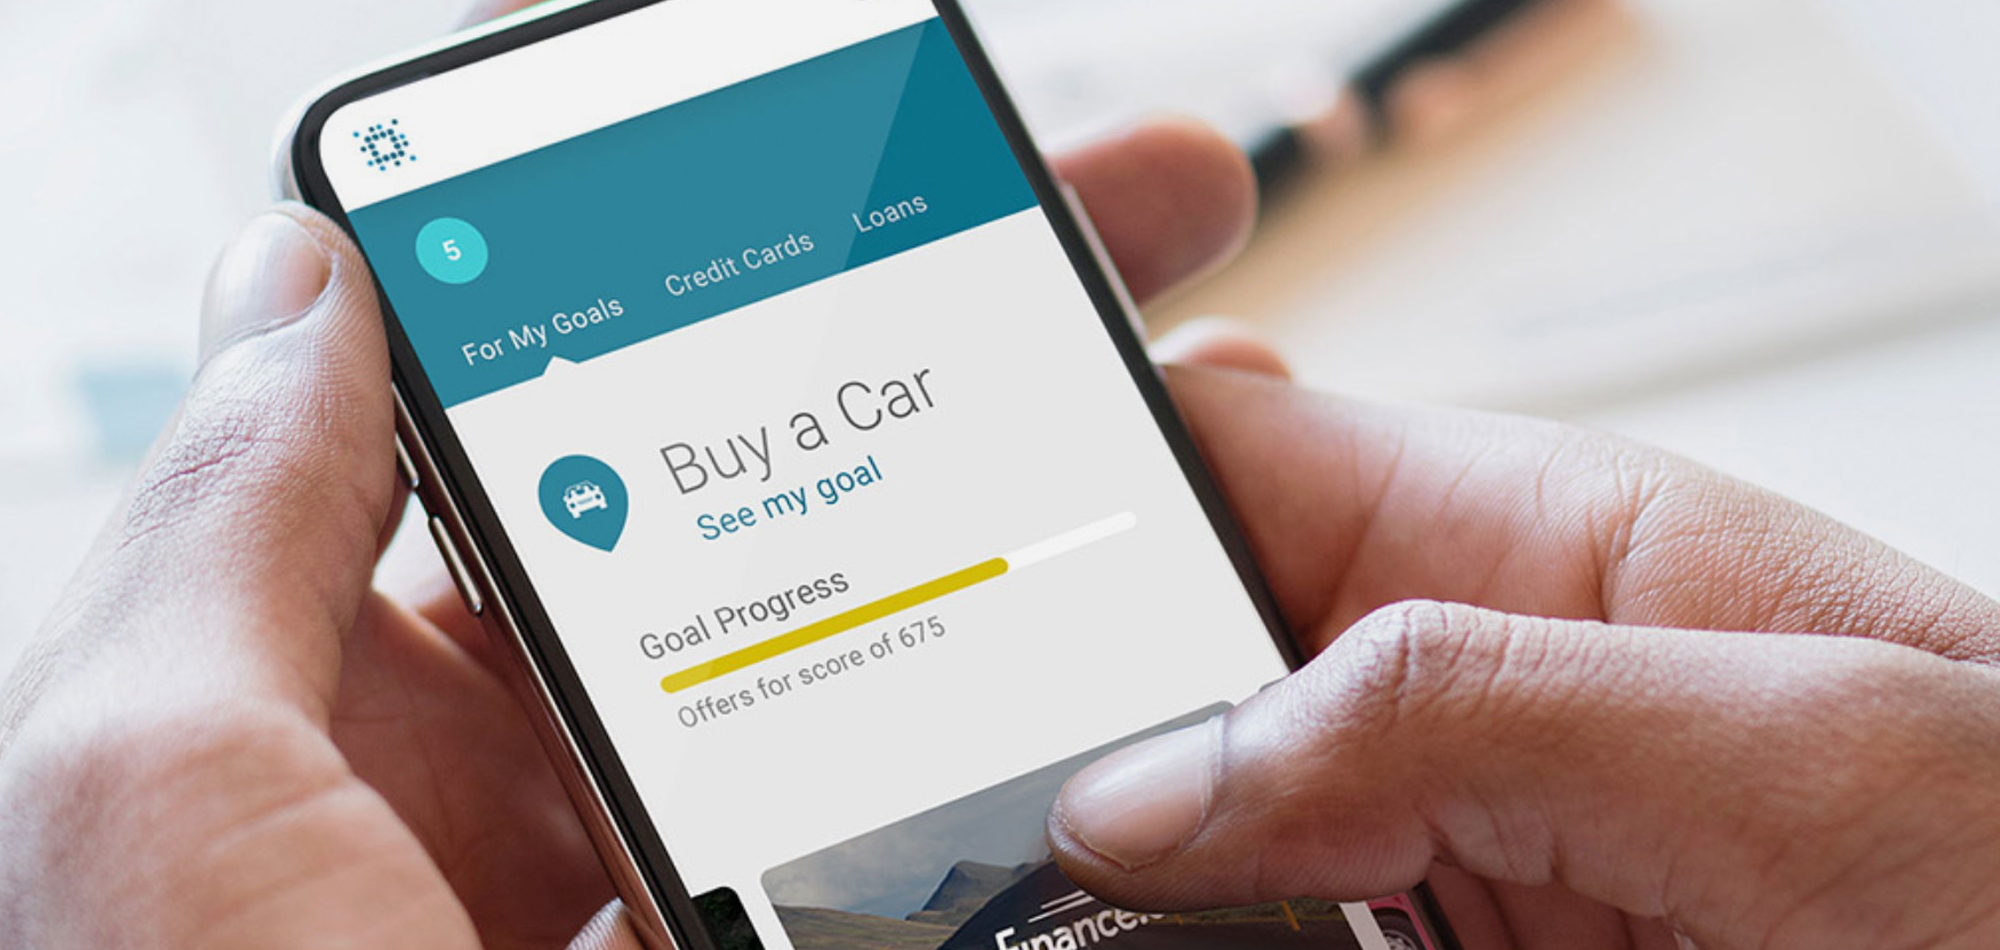 5
For My Goals
Credit Cards
Loans
Buy a Car
See my goal
Goal Progress
Offers for score of 675